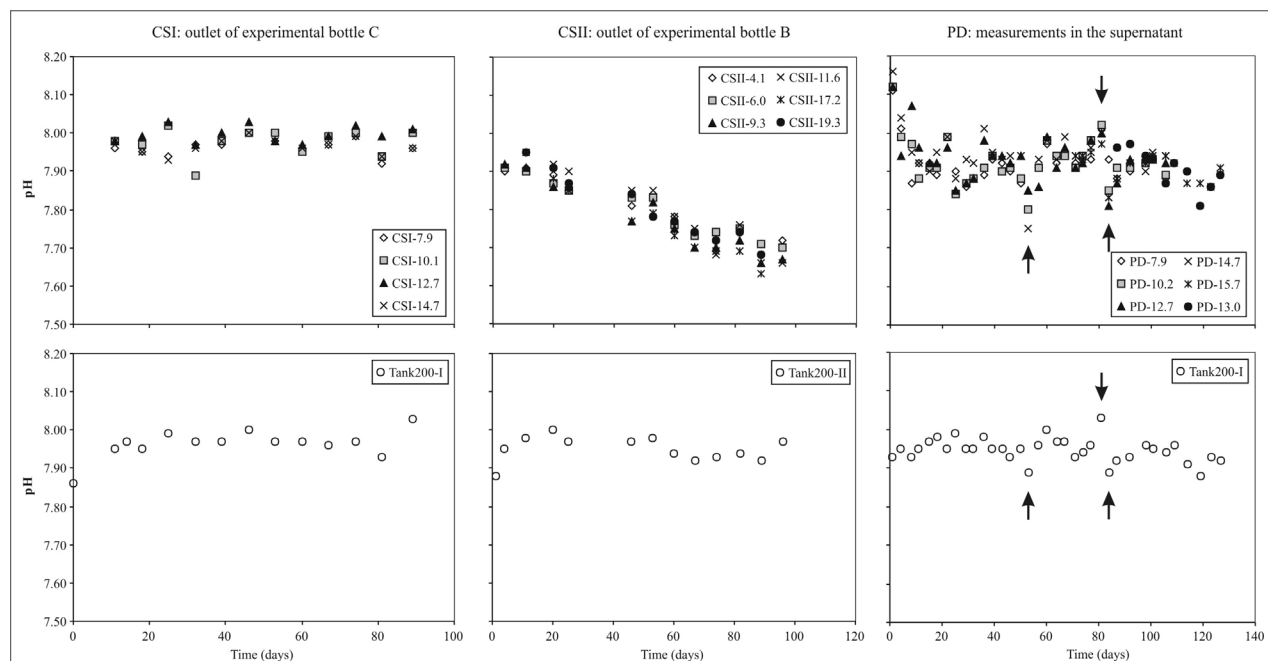 CSI: outlet of experimental bottle C
CSII: outlet of experimental bottle B
PD: measurements in the supernatant
8.20
8.10
8.00
7.90
7.80
7.70
7.60
7.50
pH
CSI-7.9
CSI-10.1
CSI-12.7
CSI-14.7
CSII-4.1 CSII-11.6
CSII-6.0 CSII-17.2
CSII-9.3 CSII-19.3
PD-7.9 PD-14.7
PD-10.2 PD-15.7
PD-12.7 PD-13.0
8.20
8.10
8.00
7.90
7.80
7.70
7.60
7.50
pH
Tank200-I
Tank200-II
Tank200-I
0 20 40 60 80 100
0 20 40 60 80 100 120
0 20 40 60 80 100 120 140
Time (days)
Time (days)
Time (days)